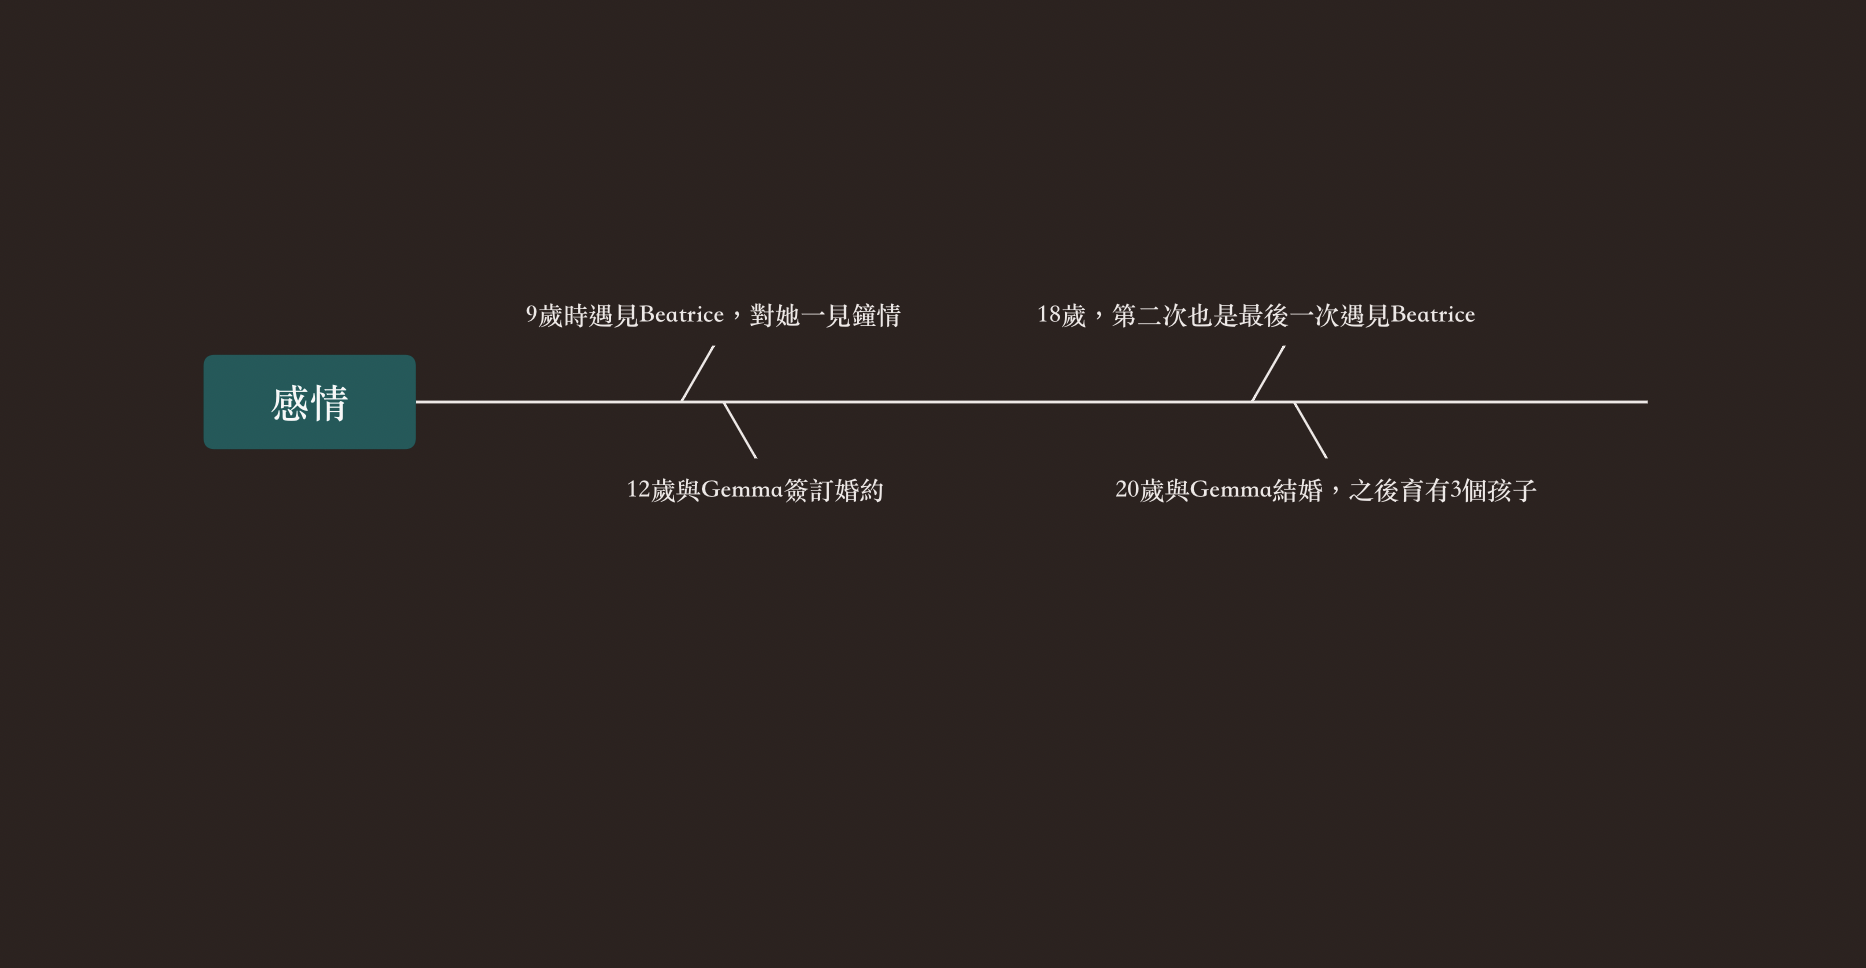 感情
9歲時遇見Beatrice，對她一見鐘情
12歲與Gemma簽訂婚約
18歲，第二次也是最後一次遇見Beatrice
20歲與Gemma結婚，之後育有3個孩子